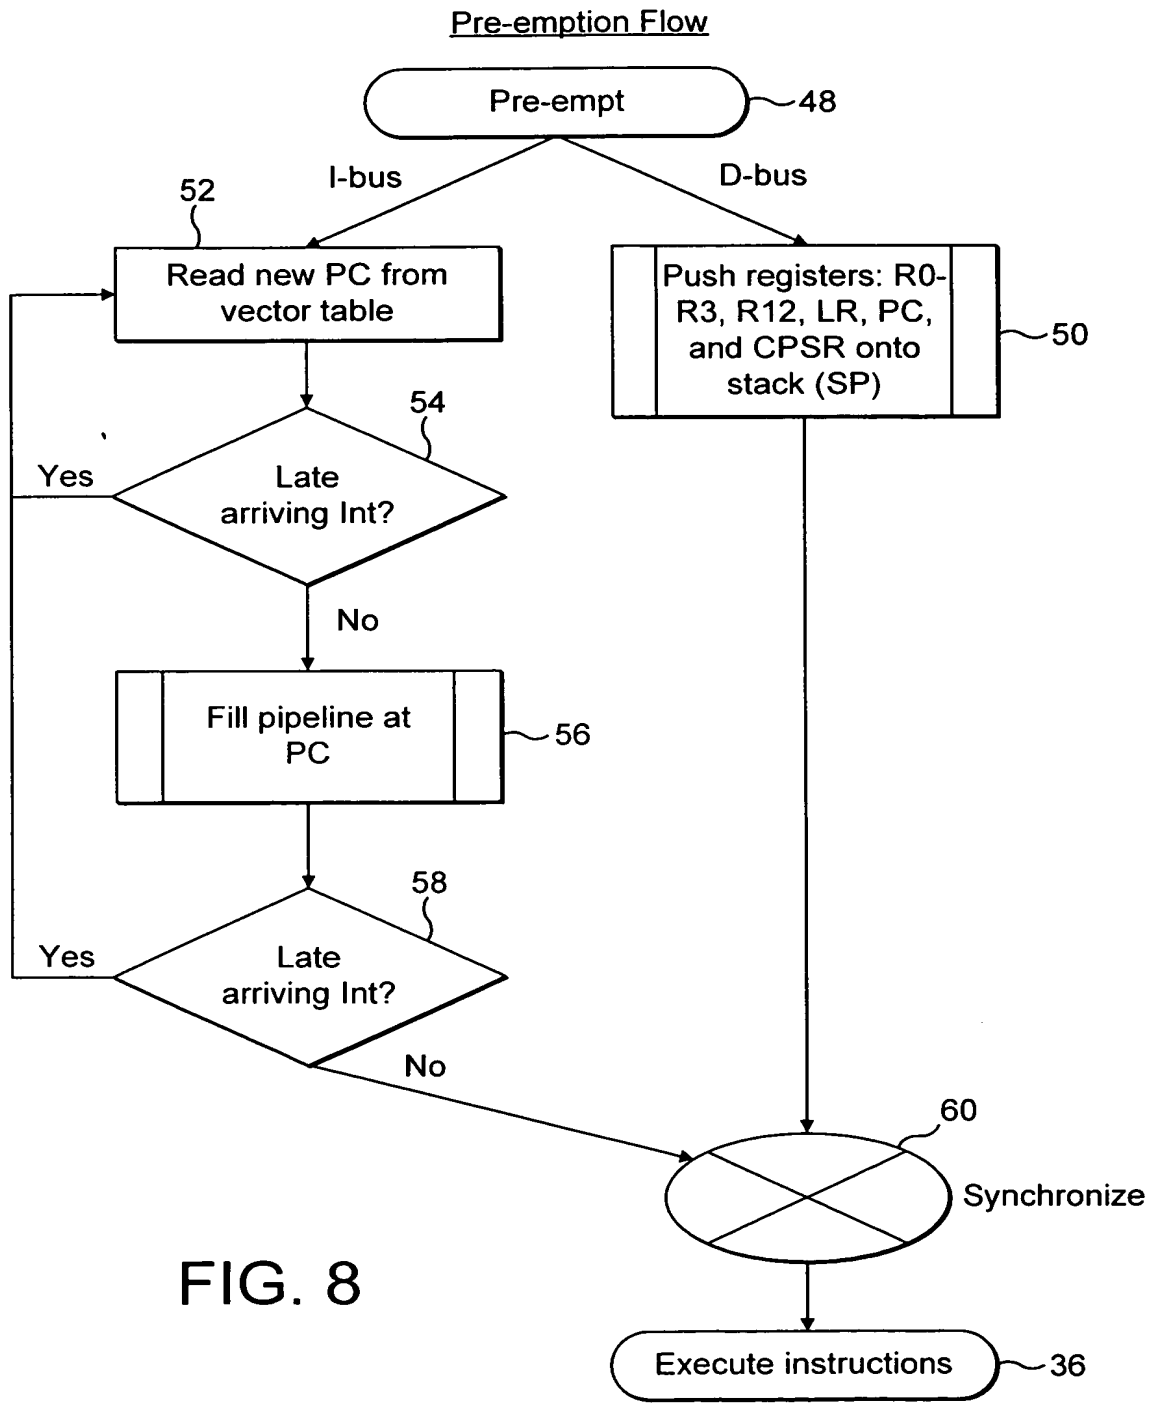 Pre-emption Flow
Pre-empt
48
I-bus
D-bus
52
Read new PC from
vector table
Push registers: R0-
R3, R12, LR, PC,
and CPSR onto
stack (SP)
50
54
Yes
Late
arriving Int?
No
Fill pipeline at
PC
56
58
Yes
Late
arriving Int?
No
60
Synchronize
FIG. 8
Execute instructions
36